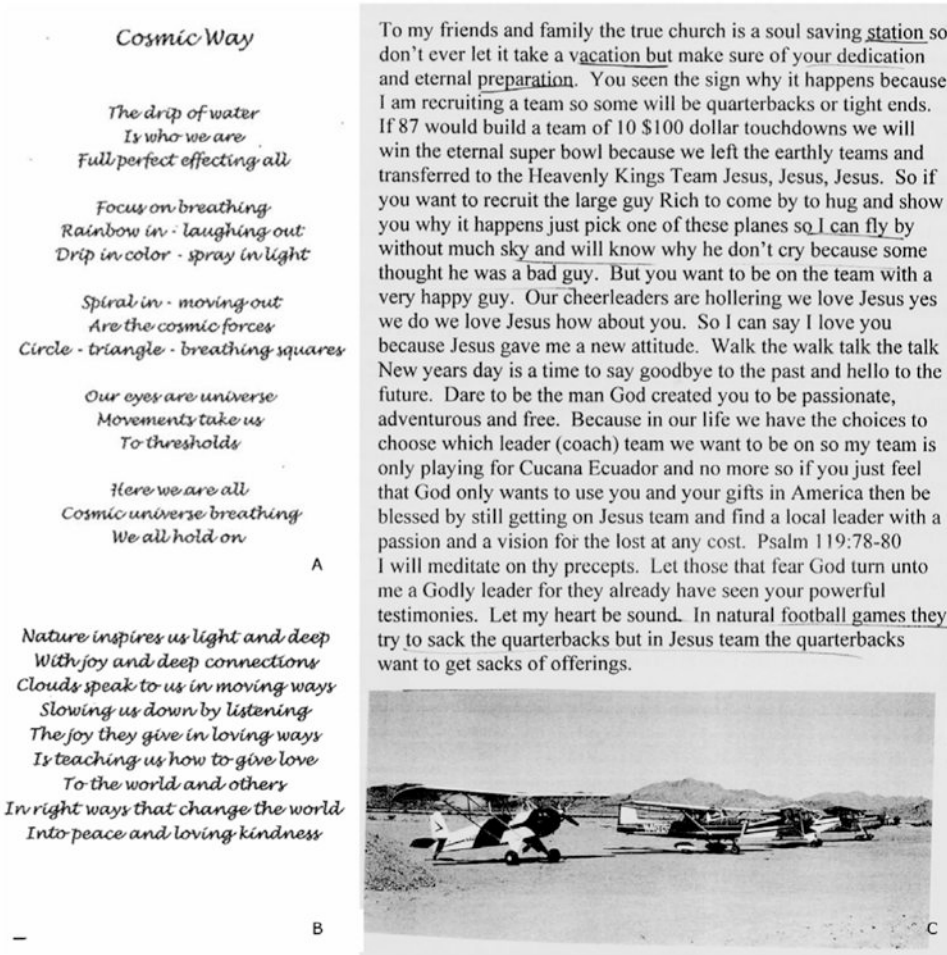 Cosmic Way
The drip of water
Is who we are
Full perfect effecting all
Focus on breathing
Rainbow in - laughing out
Drip in color - spray in light
Spiral in - moving out
Are the cosmic forces
Circle - triangle - breathing squares
Our eyes are universe
Movements take us
To thresholds
Here we are all
Cosmic universe breathing
We all hold on
A
Nature inspires us light and deep
With joy and deep connections
Clouds speak to us in moving ways
Slowing us down by listening
The joy they give in loving ways
Is teaching us how to give love
To the world and others
In right ways that change the world
Into peace and loving kindness
B
To my friends and family the true church is a soul saving station so
don't ever let it take a vacation but make sure of your dedication
and eternal preparation. You seen the sign why it happens because
I am recruiting a team so some will be quarterbacks or tight ends.
If 87 would build a team of 10 $100 dollar touchdowns we will
win the eternal super bowl because we left the earthly teams and
transferred to the Heavenly Kings Team Jesus, Jesus, Jesus. So if
you want to recruit the large guy Rich to come by to hug and show
you why it happens just pick one of these planes so I can fly by
without much sky and will know why he don't cry because some
thought he was a bad guy. But you want to be on the team with a
very happy guy. Our cheerleaders are hollering we love Jesus yes
we do we love Jesus how about you. So I can say I love you
because Jesus gave me a new attitude. Walk the walk talk the talk
New years day is a time to say goodbye to the past and hello to the
future. Dare to be the man God created you to be passionate,
adventurous and free. Because in our life we have the choices to
choose which leader (coach) team we want to be on so my team is
only playing for Cucana Ecuador and no more so if you just feel
that God only wants to use you and your gifts in America then be
blessed by still getting on Jesus team and find a local leader with a
passion and a vision for the lost at any cost. Psalm 119:78-80
I will meditate on thy precepts. Let those that fear God turn unto
me a Godly leader for they already have seen your powerful
testimonies. Let my heart be sound. In natural football games they
try to sack the quarterbacks but in Jesus team the quarterbacks
want to get sacks of offerings.
C